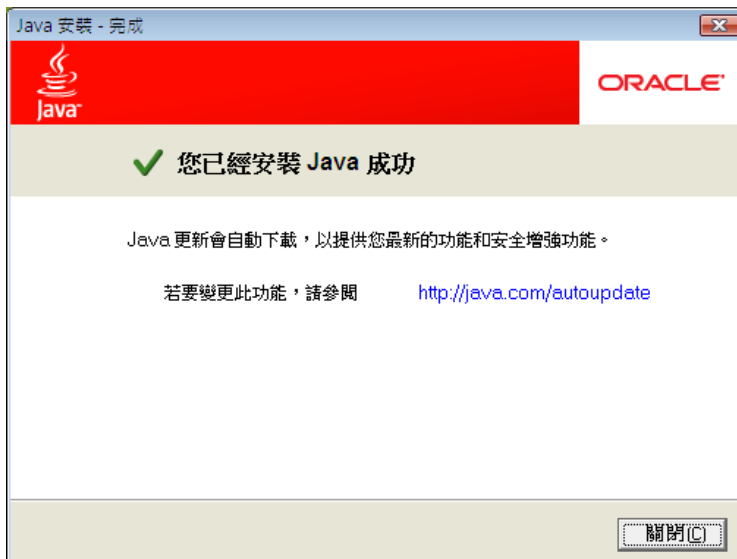 Java 安裝 - 完成
Java
ORACLE
您已經安裝 Java 成功
Java 更新會自動下載，以提供您最新的功能和安全增強功能。
若要變更此功能，請參閱 http://java.com/autoupdate
關閉(C)